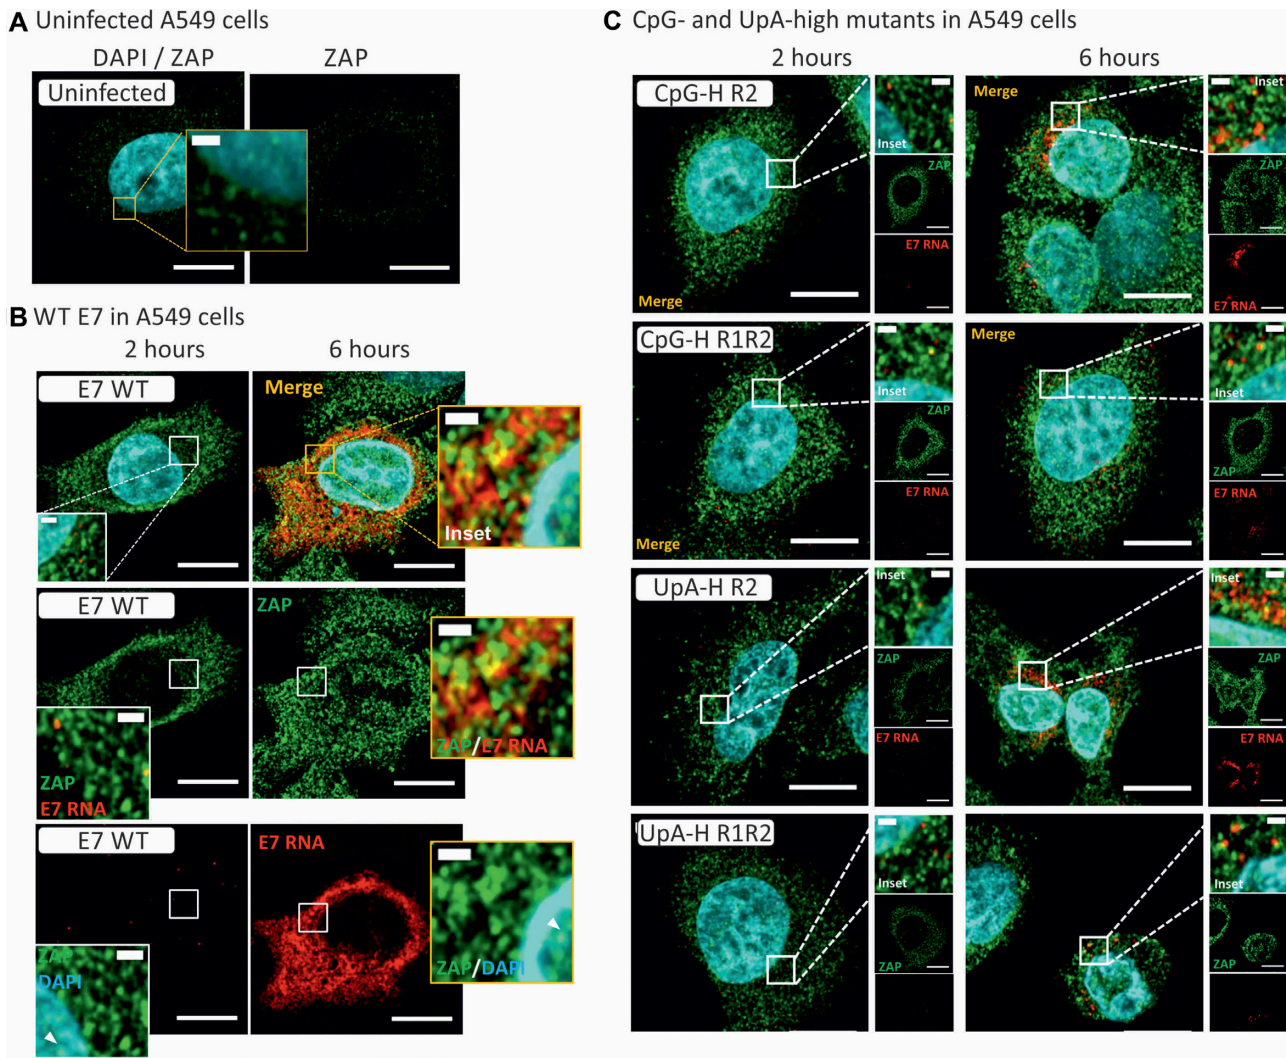 A Uninfected A549 cells
DAPI / ZAP
ZAP
Uninfected
B WT E7 in A549 cells
2 hours
6 hours
E7 WT
Merge
Inset
E7 WT
ZAP
ZAP
E7 RNA
ZAP/E7 RNA
E7 WT
E7 RNA
ZAP
DAPI
ZAP/DAPI
C CpG- and UpA-high mutants in A549 cells
2 hours
6 hours
CpG-H R2
Merge
Inset
ZAP
E7 RNA
Merge
Inset
ZAP
E7 RNA
CpG-H R1R2
Merge
Inset
ZAP
E7 RNA
Merge
Inset
ZAP
E7 RNA
UpA-H R2
Inset
ZAP
E7 RNA
Inset
ZAP
E7 RNA
UpA-H R1R2
Inset
ZAP
Inset
ZAP